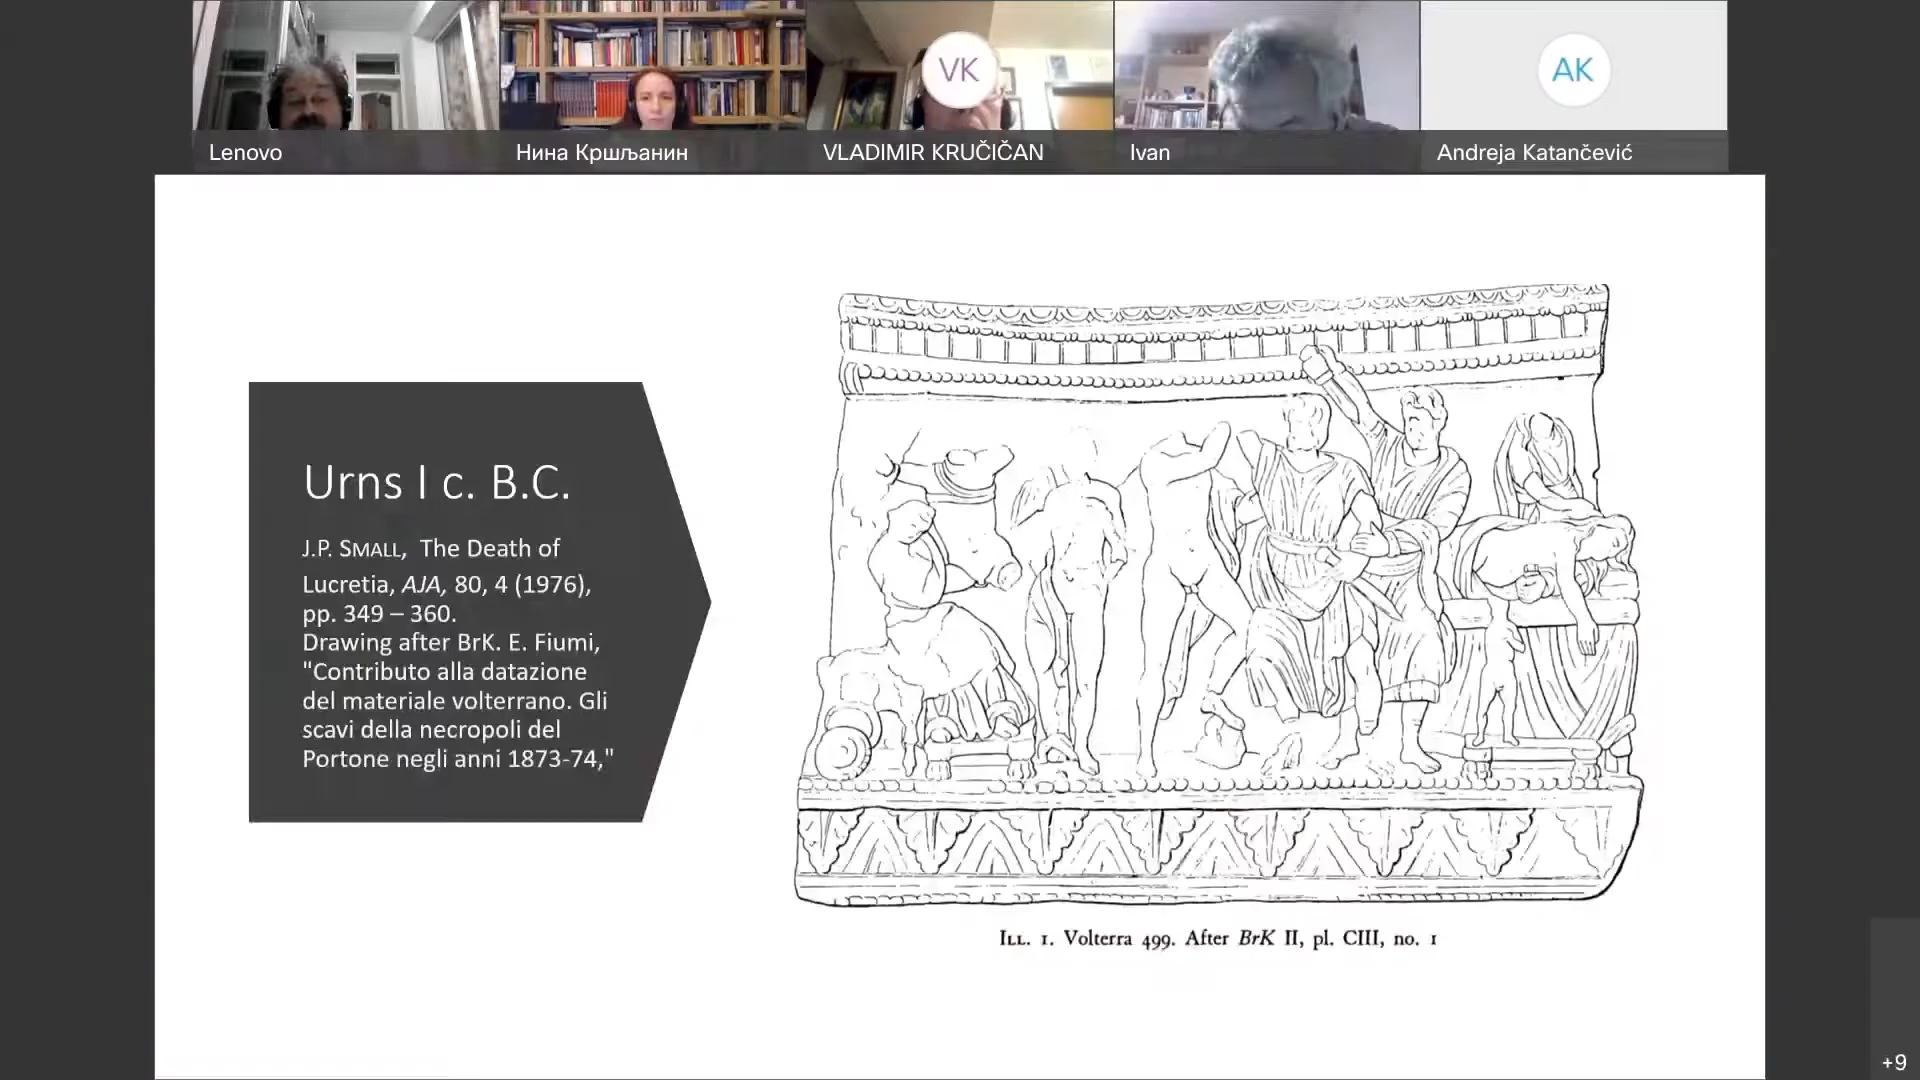 VK
AK
Lenovo
Нина Кршљанин
VLADIMIR KRUČIČAN
Ivan
Andreja Katančević
Urns I c. B.C.
J.P. SMALL, The Death of
Lucretia, AJA, 80, 4 (1976),
pp. 349 – 360.
Drawing after BrK. E. Fiumi,
"Contributo alla datazione
del materiale volterrano. Gli
scavi della necropoli del
Portone negli anni 1873-74,"
ILL. 1. Volterra 499. After BrK II, pl. CIII, no. 1
+9